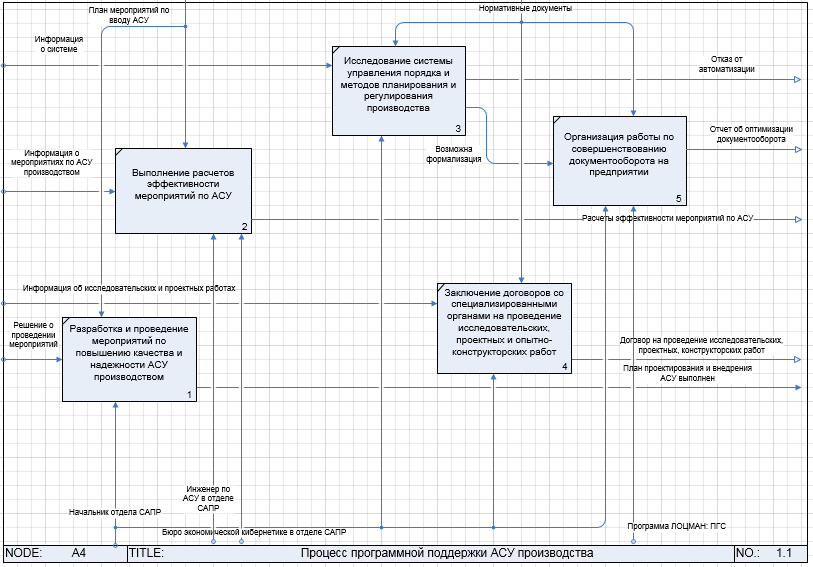 План мероприятий по
вводу АСУ
Нормативные документы
Информация
о системе
Исследование системы
управления порядка и
методов планирования и
регулирования
производства
3
Отказ от
автоматизации
Возможна
формализация
Организация работы по
совершенствованию
документооборота на
предприятии
5
Отчет об оптимизации
документооборота
Информация о
мероприятиях по АСУ
производством
Выполнение расчетов
эффективности
мероприятий по АСУ
2
Расчеты эффективности мероприятий по АСУ
Информация об исследовательских и проектных работах
Заключение договоров со
специализированными
органами на проведение
исследовательских,
проектных и опытно-
конструкторских работ
4
Решение о
проведении
мероприятий
Разработка и проведение
мероприятий по
повышению качества и
надежности АСУ
производством
1
Договор на проведение исследовательских,
проектных, конструкторских работ
План проектирования и внедрения
АСУ выполнен
Инженер по
АСУ в отделе
САПР
Начальник отдела САПР
Бюро экономической кибернетике в отделе САПР
Программа ЛОЦМАН: ПГС
NODE: A4 TITLE: Процесс программной поддержки АСУ производства NO.: 1.1